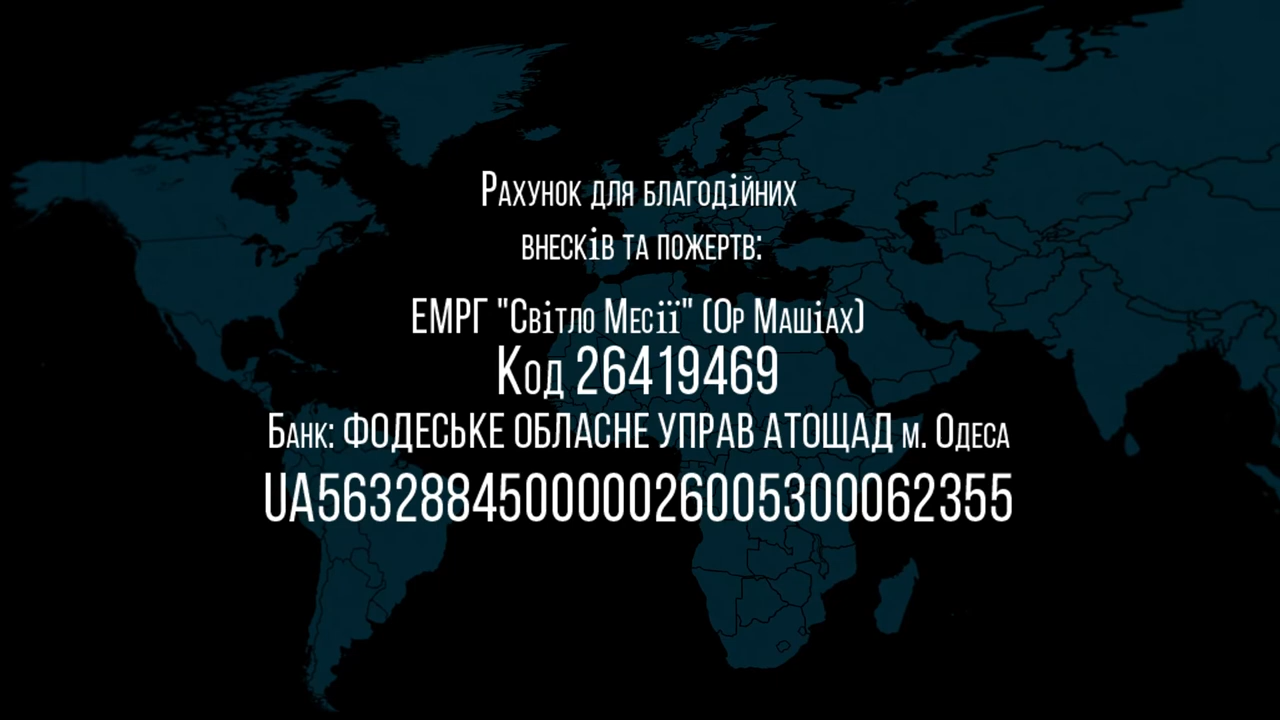 Рахунок для благодійних
внесків та пожертв:
ЕМРГ "Світло Месії" (Ор Машіах)
Код 26419469
Банк: ФОДЕСЬКЕ ОБЛАСНЕ УПРАВ АТОЩАД м. Одеса
UA563288450000026005300062355